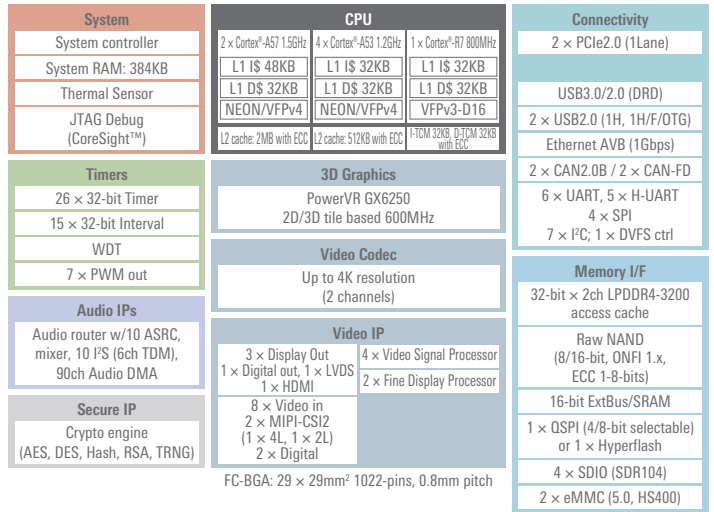 System
System controller
System RAM: 384KB
Thermal Sensor
JTAG Debug
(CoreSight™)
Timers
26 × 32-bit Timer
15 × 32-bit Interval
WDT
7 × PWM out
Audio IPs
Audio router w/10 ASRC,
mixer, 10 I²S (6ch TDM),
90ch Audio DMA
Secure IP
Crypto engine
(AES, DES, Hash, RSA, TRNG)
CPU
2 × Cortex®-A57 1.5GHz
L1 I$ 48KB
L1 D$ 32KB
NEON/VFPv4
L2 cache: 2MB with ECC
4 × Cortex®-A53 1.2GHz
L1 I$ 32KB
L1 D$ 32KB
NEON/VFPv4
L2 cache: 512KB with ECC
1 × Cortex®-R7 800MHz
L1 I$ 32KB
L1 D$ 32KB
VFPv3-D16
I-TCM 32KB, D-TCM 32KB
with ECC
3D Graphics
PowerVR GX6250
2D/3D tile based 600MHz
Video Codec
Up to 4K resolution
(2 channels)
Video IP
3 × Display Out
1 × Digital out, 1 × LVDS
1 × HDMI
8 × Video in
2 × MIPI-CSI2
(1 × 4L, 1 × 2L)
2 × Digital
4 × Video Signal Processor
2 × Fine Display Processor
FC-BGA: 29 × 29mm² 1022-pins, 0.8mm pitch
Connectivity
2 × PCIe2.0 (1Lane)
USB3.0/2.0 (DRD)
2 × USB2.0 (1H, 1H/F/OTG)
Ethernet AVB (1Gbps)
2 × CAN2.0B / 2 × CAN-FD
6 × UART, 5 × H-UART
4 × SPI
7 × I²C; 1 × DVFS ctrl
Memory I/F
32-bit × 2ch LPDDR4-3200
access cache
Raw NAND
(8/16-bit, ONFI 1.x,
ECC 1-8-bits)
16-bit ExtBus/SRAM
1 × QSPI (4/8-bit selectable)
or 1 × Hyperflash
4 × SDIO (SDR104)
2 × eMMC (5.0, HS400)